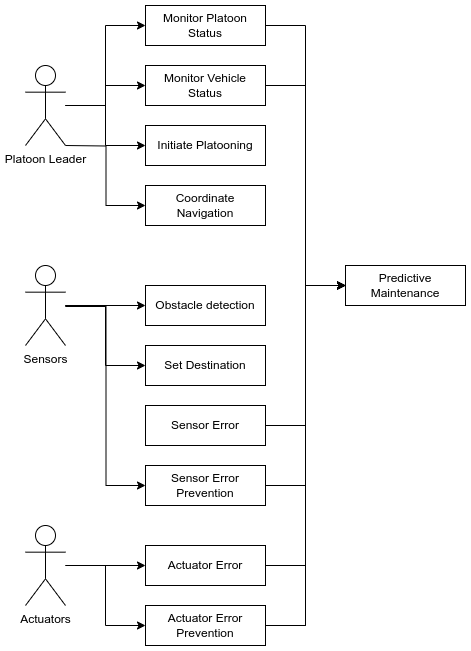 Monitor Platoon
Status
Monitor Vehicle
Status
Platoon Leader
Initiate Platooning
Coordinate
Navigation
Predictive
Maintenance
Obstacle detection
Sensors
Set Destination
Sensor Error
Sensor Error
Prevention
Actuator Error
Actuators
Actuator Error
Prevention